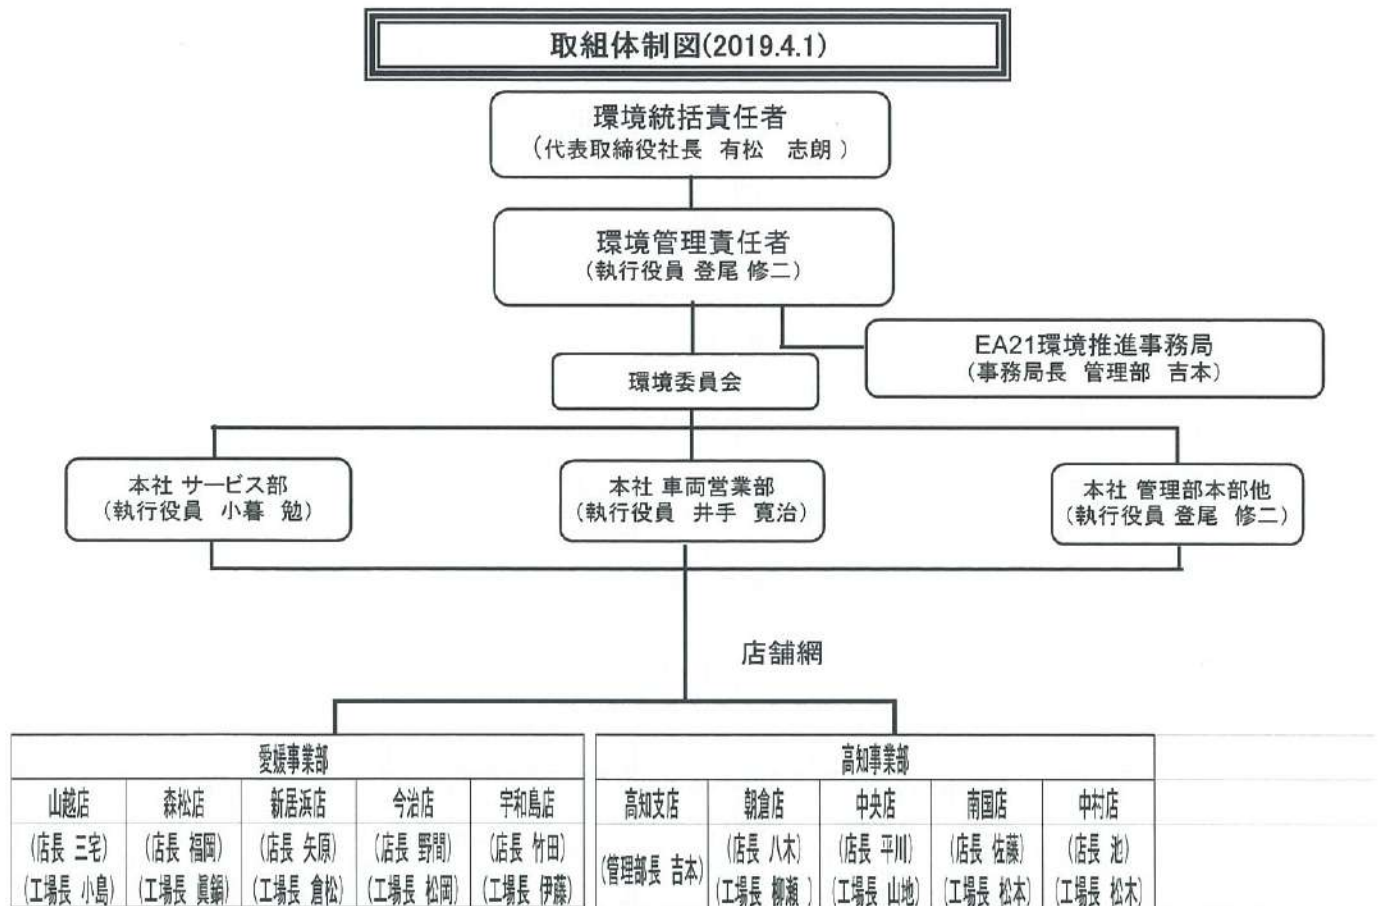 取組体制図(2019.4.1)
環境統括責任者
(代表取締役社長 有松 志朗)
環境管理責任者
(執行役員 登尾 修二)
EA21環境推進事務局
(事務局長 管理部 吉本)
環境委員会
本社 サービス部
(執行役員 小暮 勉)
本社 車両営業部
(執行役員 井手 寛治)
本社 管理部本部他
(執行役員 登尾 修二)
店舗網
愛媛事業部
山越店 森松店 新居浜店 今治店 宇和島店
(店長 三宅) (店長 福岡) (店長 矢原) (店長 野間) (店長 竹田)
(工場長 小島) (工場長 眞鍋) (工場長 倉松) (工場長 松岡) (工場長 伊藤)
高知事業部
高知支店 朝倉店 中央店 南国店 中村店
(管理部長 吉本) (店長 八木) (店長 平川) (店長 佐藤) (店長 池)
(工場長 柳瀬 ) (工場長 山地) (工場長 松本) (工場長 松木)